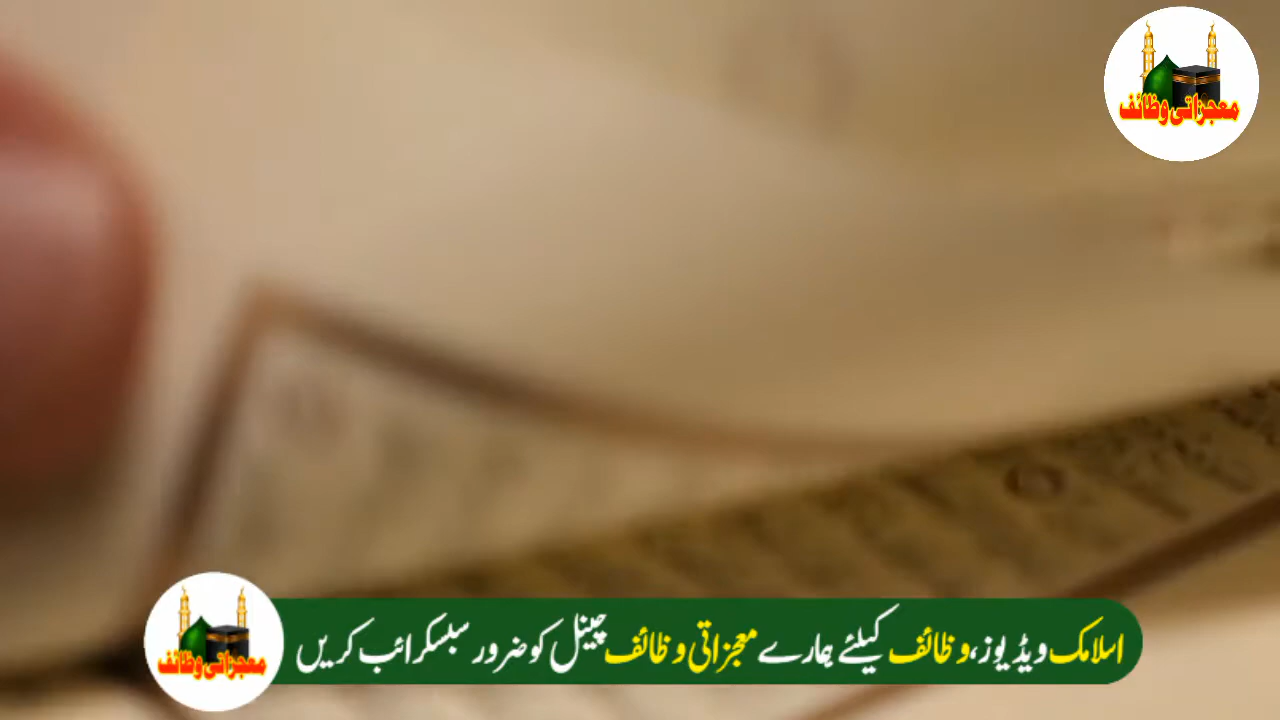 معجزاتی وظائف
اسلامک ویڈیوز، وظائف کیلئے ہمارے معجزاتی وظائف چینل کو ضرور سبسکرائب کریں
معجزاتی وظائف